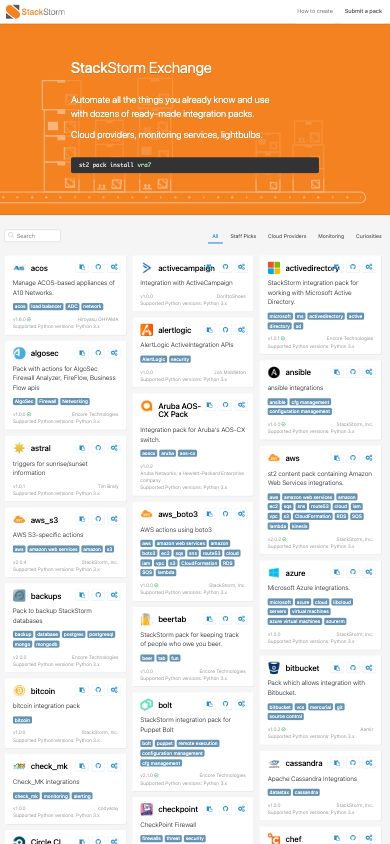 StackStorm
How to create
Submit a pack
StackStorm Exchange
Automate all the things you already know and use
with dozens of ready-made integration packs.
Cloud providers, monitoring services, lightbulbs.
st2 pack install vro7
Search
All
Staff Picks
Cloud Providers
Monitoring
Curiosities
acos
Manage ACOS-based appliances of
A10 Networks.
acos load balancer ADC network
v1.6.0
Hiroyasu OHYAMA
Supported Python versions: Python 3.x
algosec
Pack with actions for AlgoSec
Firewall Analyzer, FireFlow, Business
Flow apis
AlgoSec Firewall Networking
v1.0.0
Encore Technologies
Supported Python versions: Python 3.x
astral
triggers for sunrise/sunset
information
v1.0.1
Tim Braly
Supported Python versions: Python 3.x
aws_s3
AWS S3-specific actions
aws amazon web services amazon s3
v2.0.4
StackStorm, Inc.
Supported Python versions: Python 3.x
backups
Pack to backup StackStorm
databases
backup database postgres postgresql
mongo mongodb
v2.0.0
Encore Technologies
Supported Python versions: Python 3.x
bitcoin
bitcoin integration pack
bitcoin
v1.0.0
StackStorm, Inc.
Supported Python versions: Python 3.x
check_mk
Check_MK integrations
check_mk monitoring alerting
v1.0.0
Supported Python versions: Python 3.x
Circle CI
activecampaign
Integration with ActiveCampaign
v1.0.0
DoriftoShoes
Supported Python versions: Python 3.x
alertlogic
AlertLogic ActiveIntegration APIs
AlertLogic security
v1.0.0
Jon Middleton
Supported Python versions: Python 3.x
Aruba AOS-
CX Pack
Integration pack for Aruba's AOS-CX
switch.
aoscx aruba aos-cx
v1.0.2
Aruba Networks, a Hewlett-Packard Enterprise
company
Supported Python versions: Python 3.x
aws_boto3
AWS actions using boto3
aws amazon web services amazon
boto3 ec2 sqs sns route53 cloud
iam vpc s3 CloudFormation RDS
SQS lambda
v1.0.0
StackStorm, Inc.
Supported Python versions: Python 3.x
beertab
StackStorm pack for keeping track
of people who owe you beer.
beer tab fun
v1.0.0
Encore Technologies
Supported Python versions: Python 3.x
bolt
StackStorm integration pack for
Puppet Bolt
bolt puppet remote execution
configuration management
cfg management
v2.1.0
Encore Technologies
Supported Python versions: Python 3.x
checkpoint
Checkpoint FW integrations
firewalls threat security
activedirectory
StackStorm integration pack for
working with Microsoft Active
Directory.
microsoft ms activedirectory active
directory ad
v1.0.1
Encore Technologies
Supported Python versions: Python 3.x
ansible
ansible integrations
ansible cfg management
configuration management
v1.0.0
StackStorm, Inc.
Supported Python versions: Python 3.x
aws
st2 content pack containing Amazon
Web Services integrations.
aws amazon web services amazon
ec2 sqs sns route53 cloud iam
vpc s3 CloudFormation RDS SQS
lambda kinesis
v2.0.2
StackStorm, Inc.
Supported Python versions: Python 3.x
azure
Microsoft Azure integrations.
microsoft azure cloud libcloud
servers virtual machines
azure virtual machines azurerm
v1.0.0
StackStorm, Inc.
Supported Python versions: Python 3.x
bitbucket
Pack which allows integration with
Bitbucket.
bitbucket vcs mercurial git
source control
v1.0.2
Aamir
Supported Python versions: Python 3.x
cassandra
Apache Cassandra Integrations
datastax cassandra
StackStorm, Inc.
Supported Python versions: Python 3.x
chef